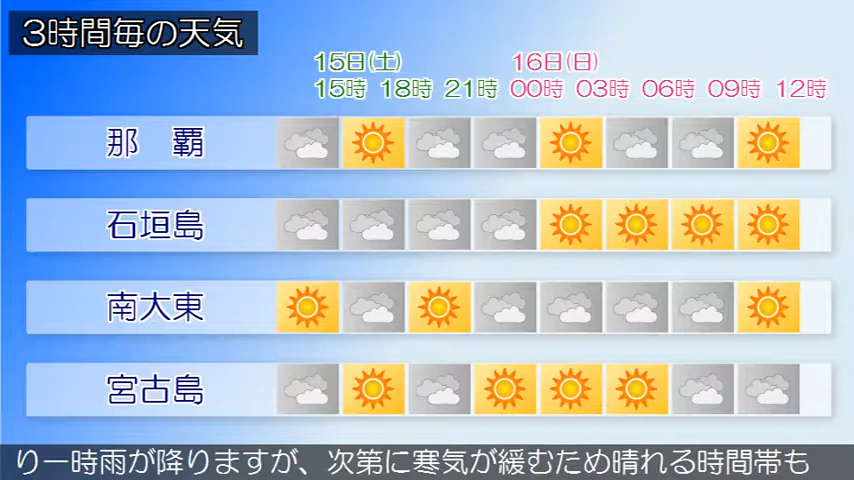 3時間毎の天気
15日(土) 16日(日)
15時 18時 21時 00時 03時 06時 09時 12時
那 覇
石垣島
南大東
宮古島
り一時雨が降りますが、次第に寒気が緩むため晴れる時間帯も